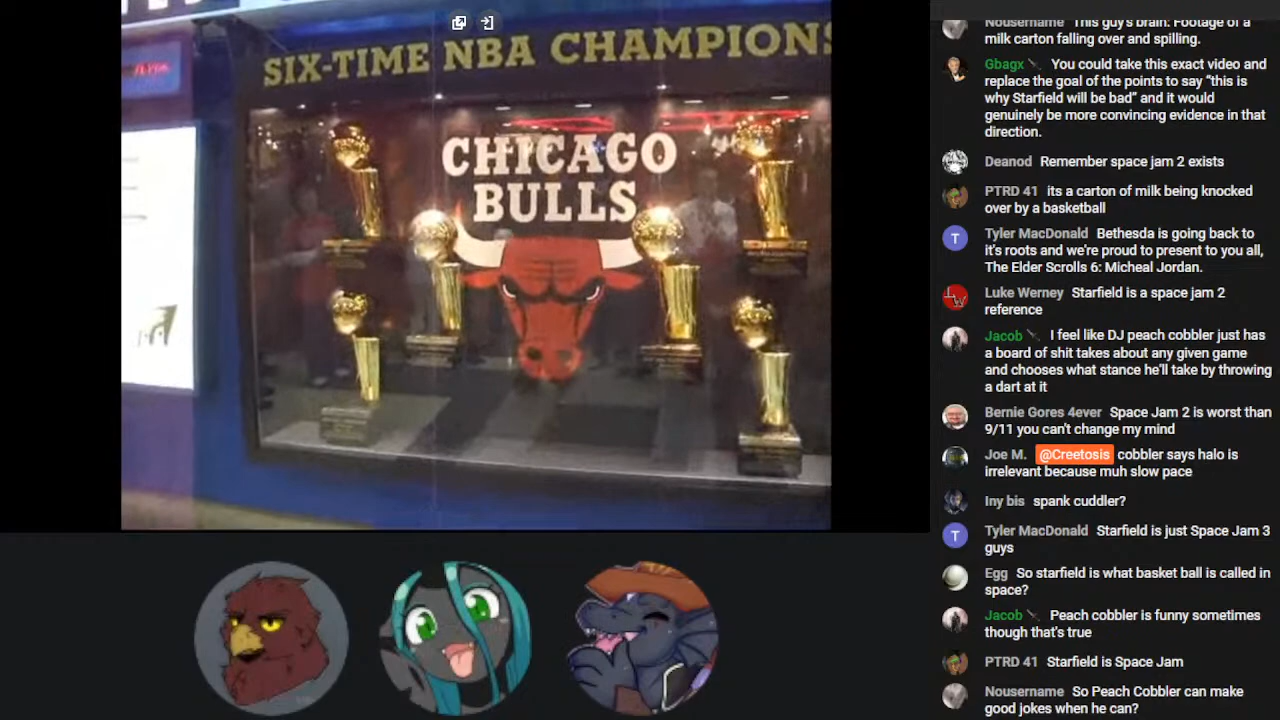 SIX-TIME NBA CHAMPIONS
CHICAGO
BULLS
Nousername This guy's brain: Footage of a
milk carton falling over and spilling.
Gbagx You could take this exact video and
replace the goal of the points to say “this is
why Starfield will be bad” and it would
genuinely be more convincing evidence in that
direction.
Deanod Remember space jam 2 exists
PTRD 41 its a carton of milk being knocked
over by a basketball
T
Tyler MacDonald Bethesda is going back to
it's roots and we're proud to present to you all,
The Elder Scrolls 6: Micheal Jordan.
Luke Werney Starfield is a space jam 2
reference
Jacob I feel like DJ peach cobbler just has
a board of shit takes about any given game
and chooses what stance he'll take by throwing
a dart at it
Bernie Gores 4ever Space Jam 2 is worst than
9/11 you can't change my mind
Joe M. @Creetosis cobbler says halo is
irrelevant because muh slow pace
Iny bis spank cuddler?
T
Tyler MacDonald Starfield is just Space Jam 3
guys
Egg So starfield is what basket ball is called in
space?
Jacob Peach cobbler is funny sometimes
though that's true
PTRD 41 Starfield is Space Jam
Nousername So Peach Cobbler can make
good jokes when he can?